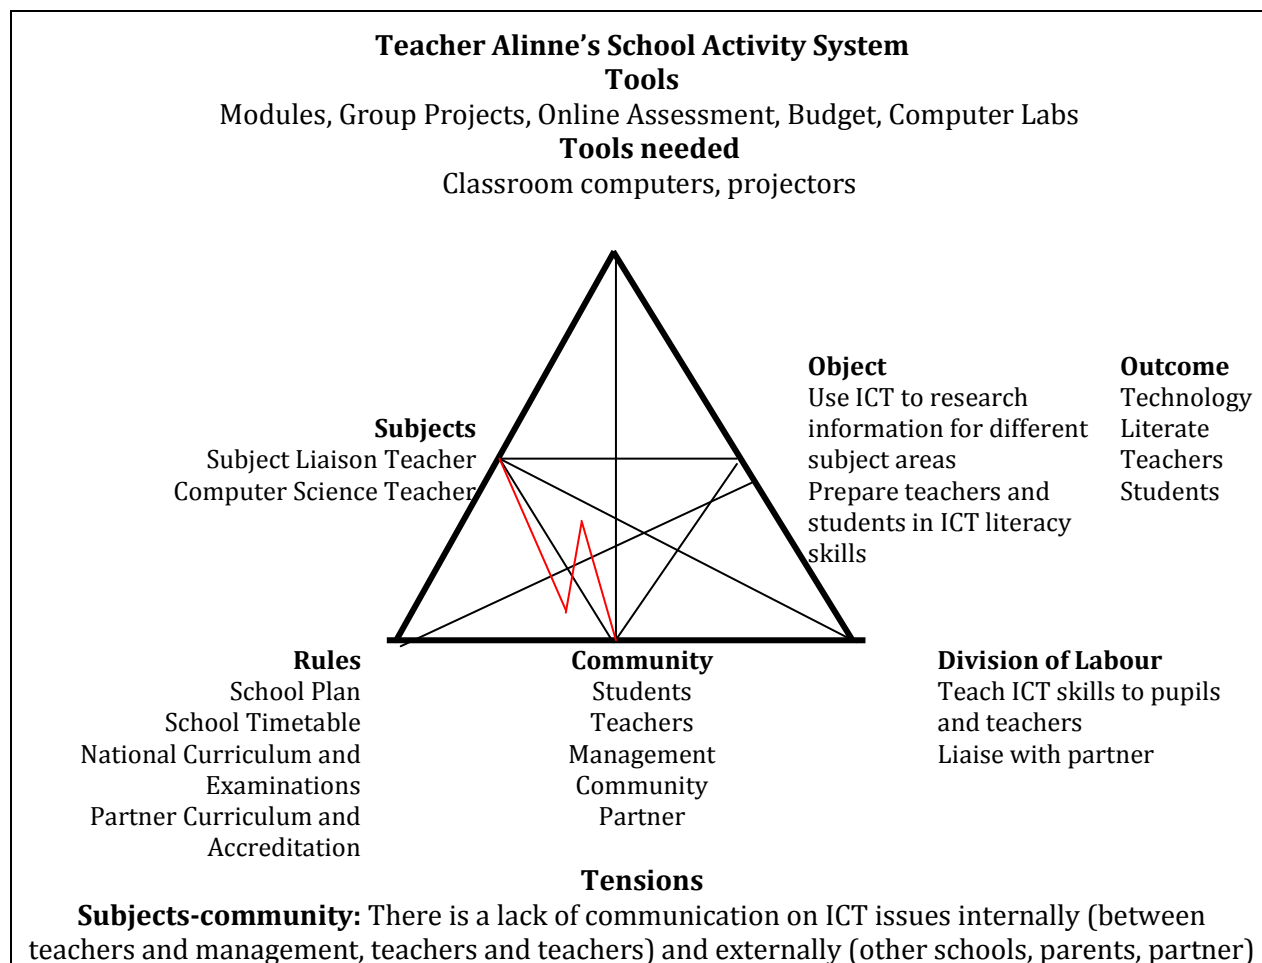 Teacher Alinne’s School Activity System
Tools
Modules, Group Projects, Online Assessment, Budget, Computer Labs
Tools needed
Classroom computers, projectors
Subjects
Subject Liaison Teacher
Computer Science Teacher
Object
Use ICT to research
information for different
subject areas
Prepare teachers and
students in ICT literacy
skills
Outcome
Technology
Literate
Teachers
Students
Rules
School Plan
School Timetable
National Curriculum and
Examinations
Partner Curriculum and
Accreditation
Community
Students
Teachers
Management
Community
Partner
Division of Labour
Teach ICT skills to pupils
and teachers
Liaise with partner
Tensions
Subjects-community: There is a lack of communication on ICT issues internally (between
teachers and management, teachers and teachers) and externally (other schools, parents, partner)